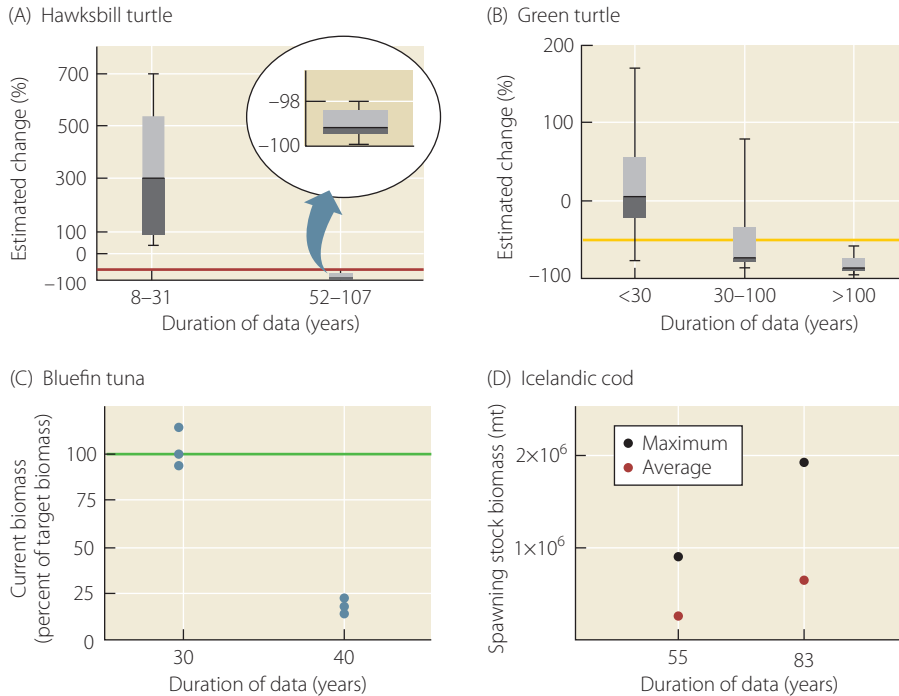 (A) Hawksbill turtle
Estimated change (%)
700
500
300
100
0
−100
−98
−100
8–31
52–107
Duration of data (years)
(B) Green turtle
Estimated change (%)
200
100
0
−100
<30
30–100
>100
Duration of data (years)
(C) Bluefin tuna
Current biomass
(percent of target biomass)
100
75
50
25
0
30
40
Duration of data (years)
(D) Icelandic cod
Spawning stock biomass (mt)
2×10⁶
1×10⁶
Maximum
Average
55
83
Duration of data (years)